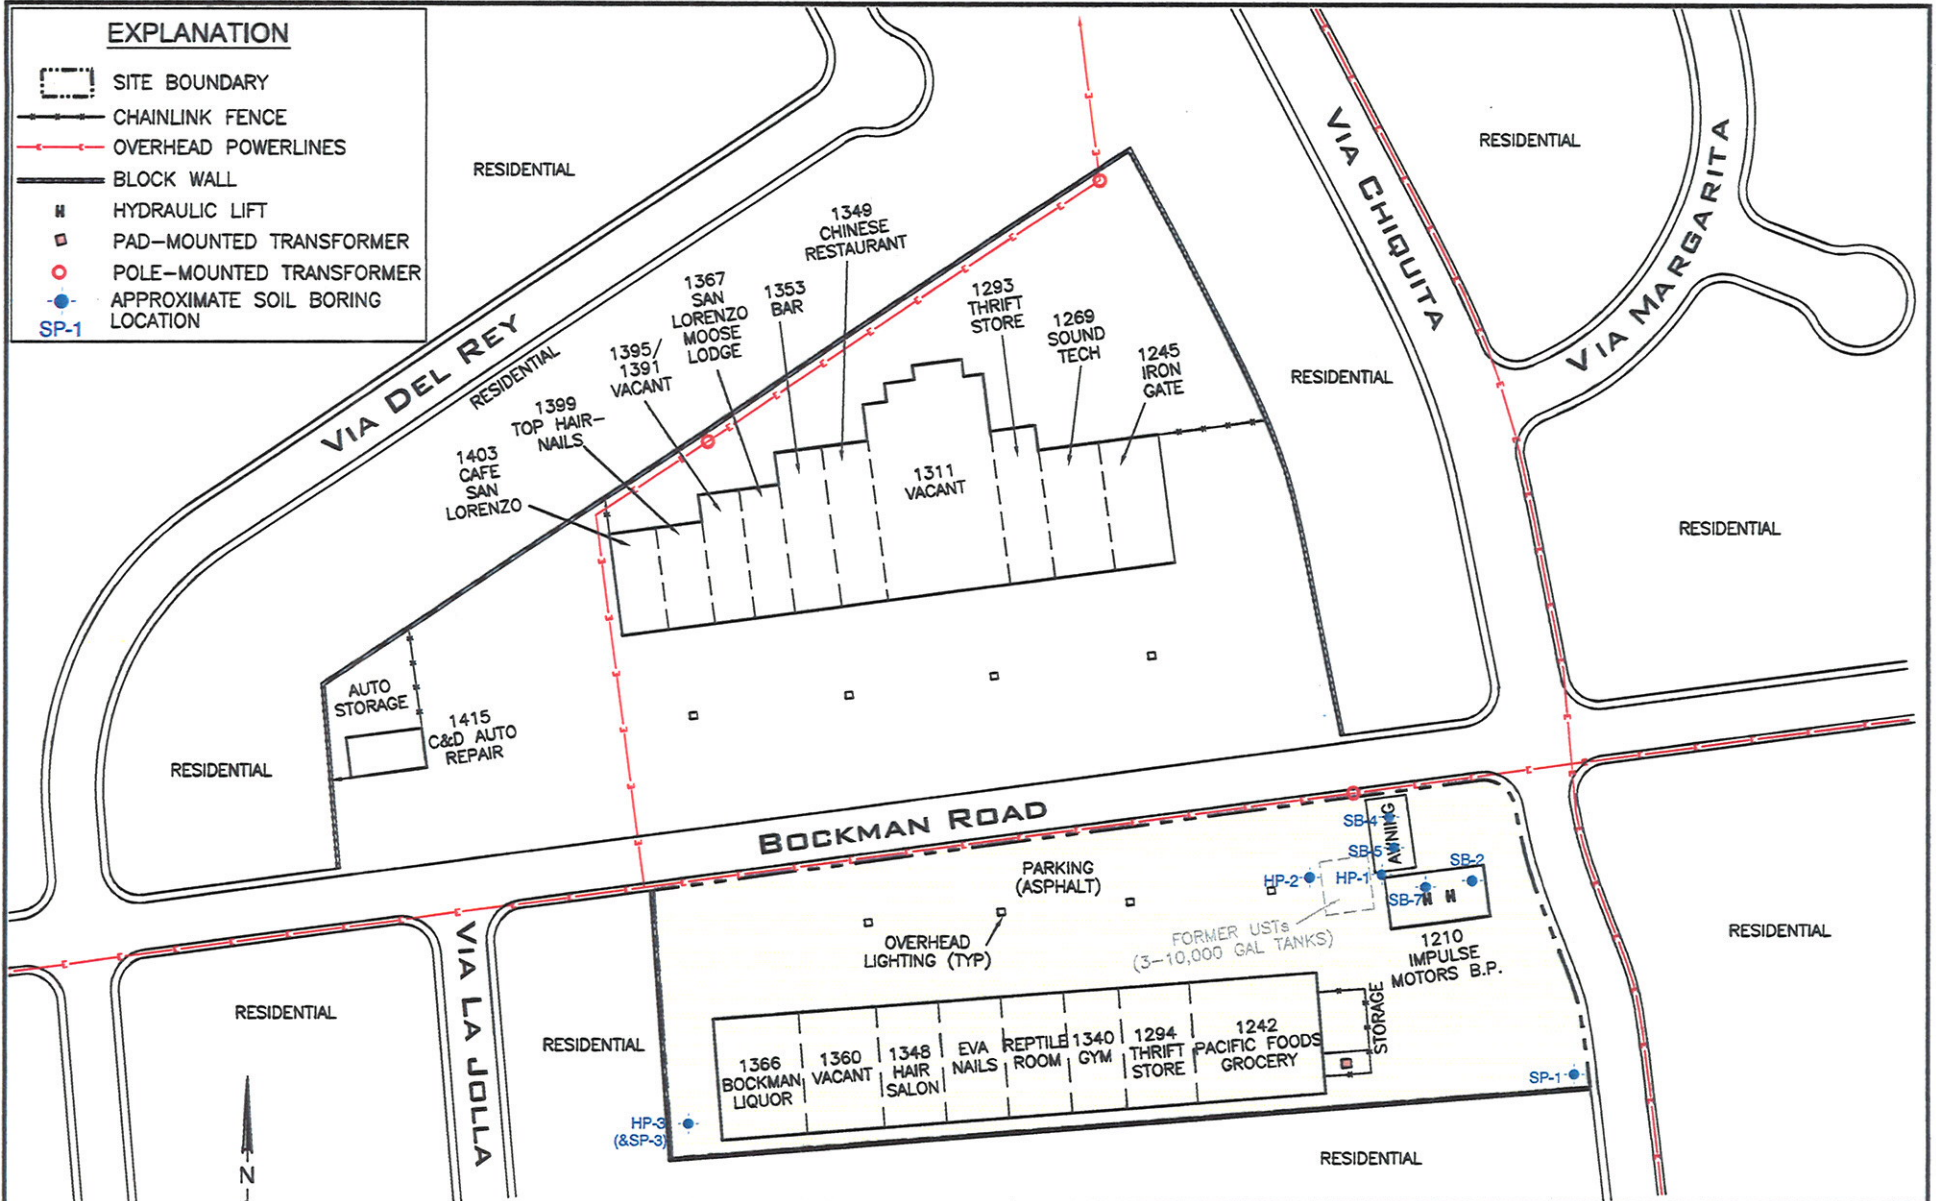 EXPLANATION
SITE BOUNDARY
CHAINLINK FENCE
OVERHEAD POWERLINES
BLOCK WALL
HYDRAULIC LIFT
PAD-MOUNTED TRANSFORMER
POLE-MOUNTED TRANSFORMER
SP-1
APPROXIMATE SOIL BORING
LOCATION
RESIDENTIAL
VIA DEL REY
RESIDENTIAL
VIA CHIQUITA
RESIDENTIAL
VIA MARGARITA
RESIDENTIAL
RESIDENTIAL
1403
CAFE
SAN
LORENZO
1399
TOP HAIR-
NAILS
1395/
1391
VACANT
1367
SAN
LORENZO
MOOSE
LODGE
1353
BAR
1349
CHINESE
RESTAURANT
1311
VACANT
1293
THRIFT
STORE
1269
SOUND
TECH
1245
IRON
GATE
AUTO
STORAGE
1415
C&D AUTO
REPAIR
RESIDENTIAL
BOCKMAN ROAD
PARKING
(ASPHALT)
OVERHEAD
LIGHTING (TYP)
FORMER USTs
(3-10,000 GAL TANKS)
SB-4
AWNING
SB-5
HP-2
HP-1
SB-2
SB-7
H H
1210
IMPULSE
MOTORS B.P.
RESIDENTIAL
VIA LA JOLLA
RESIDENTIAL
RESIDENTIAL
1366
BOCKMAN
LIQUOR
1360
VACANT
1348
HAIR
SALON
EVA
NAILS
REPTILE
ROOM
1340
GYM
1294
THRIFT
STORE
1242
PACIFIC FOODS
GROCERY
STORAGE
SP-1
HP-3
(&SP-3)
RESIDENTIAL
N